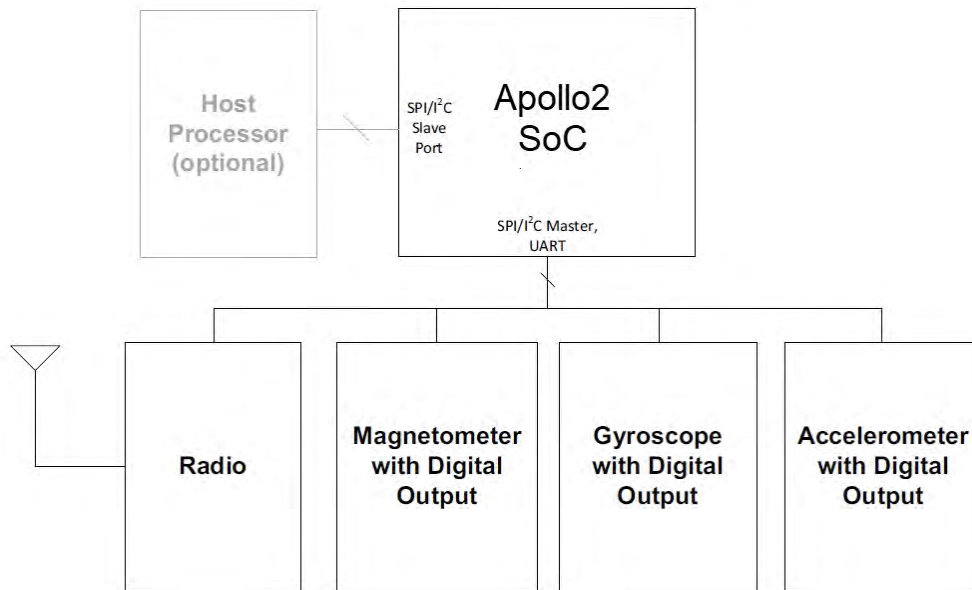 Host
Processor
(optional)
SPI/I²C
Slave
Port
Apollo2
SoC
SPI/I²C Master,
UART
Radio
Magnetometer
with Digital
Output
Gyroscope
with Digital
Output
Accelerometer
with Digital
Output